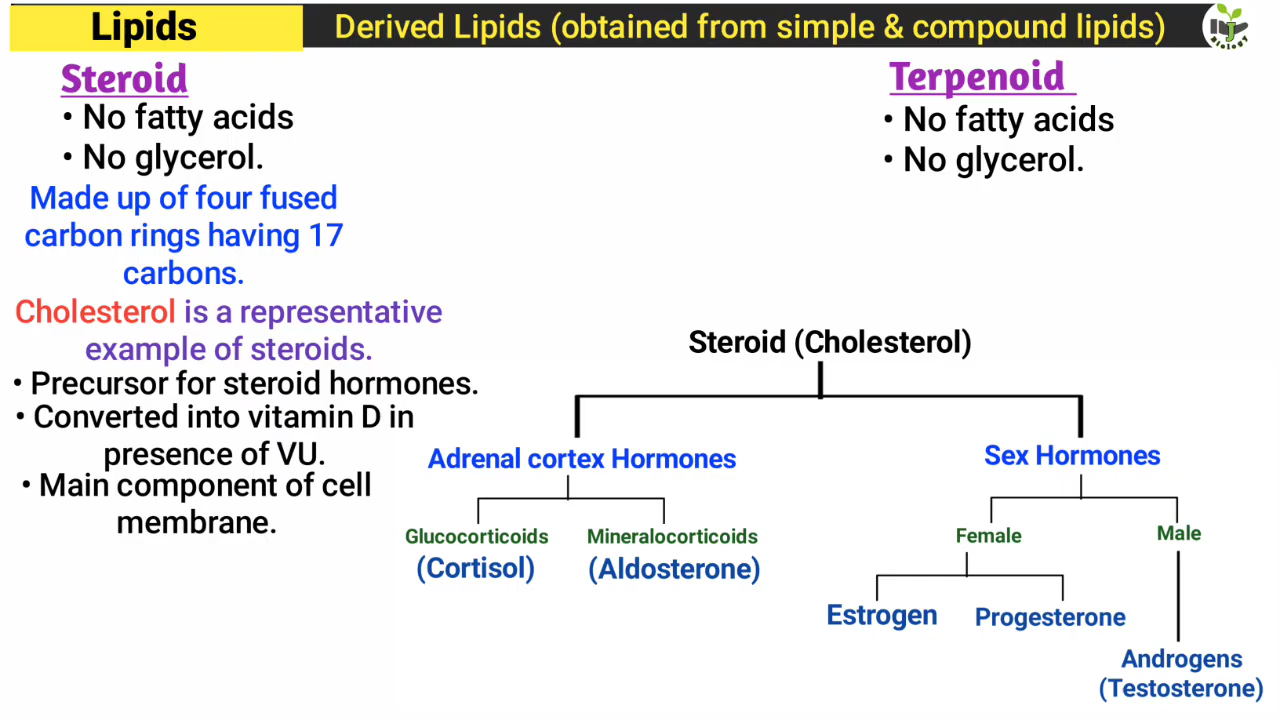 Lipids
Derived Lipids (obtained from simple & compound lipids)
BIOLOGY
Steroid
• No fatty acids
• No glycerol.
Made up of four fused
carbon rings having 17
carbons.
Cholesterol is a representative
example of steroids.
• Precursor for steroid hormones.
• Converted into vitamin D in
presence of VU.
• Main component of cell
membrane.
Terpenoid
• No fatty acids
• No glycerol.
Steroid (Cholesterol)
Adrenal cortex Hormones
Sex Hormones
Glucocorticoids
(Cortisol)
Mineralocorticoids
(Aldosterone)
Female
Male
Estrogen
Progesterone
Androgens
(Testosterone)